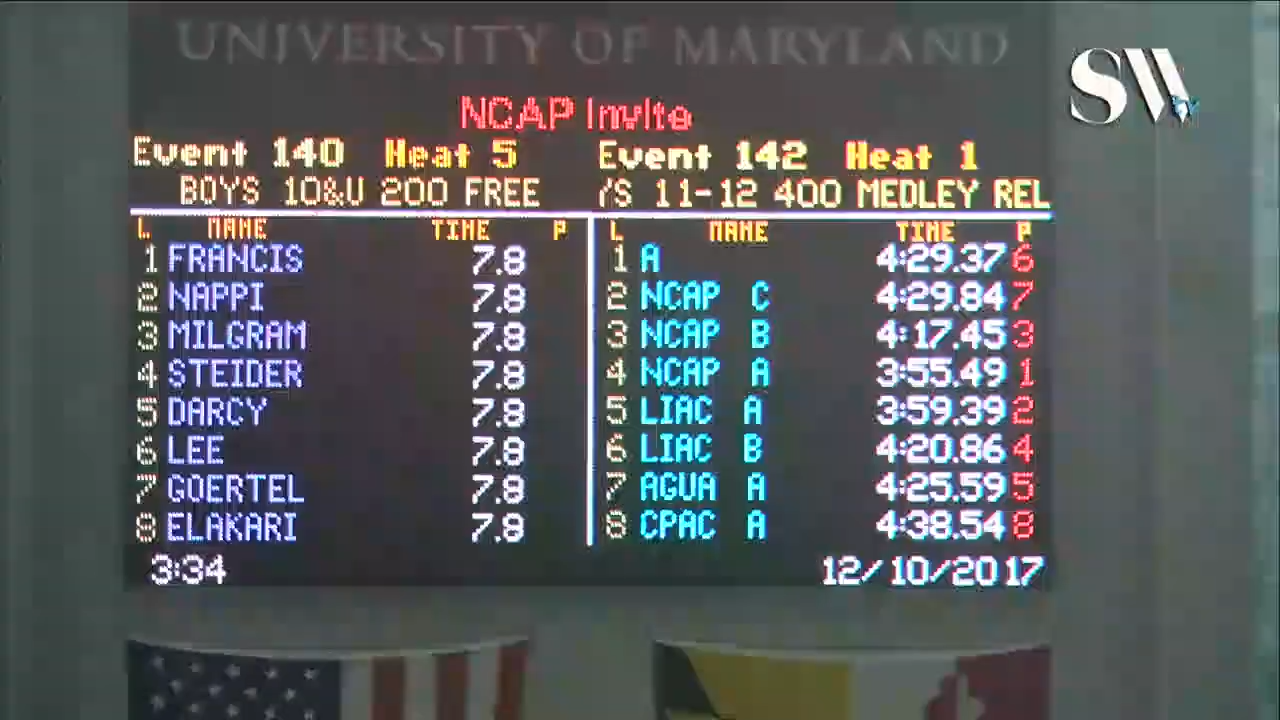 UNIVERSITY OF MARYLAND
SW TV
NCAP Invite
Event 140 Heat 5
BOYS 10&U 200 FREE
L NAME TIME P
1 FRANCIS 7.8
2 NAPPI 7.8
3 MILGRAM 7.8
4 STEIDER 7.8
5 DARCY 7.8
6 LEE 7.8
7 GOERTEL 7.8
8 ELAKARI 7.8
3:34
Event 142 Heat 1
YS 11-12 400 MEDLEY REL
L NAME TIME P
1 A 4:29.37 6
2 NCAP C 4:29.84 7
3 NCAP B 4:17.45 3
4 NCAP A 3:55.49 1
5 LIAC A 3:59.39 2
6 LIAC B 4:20.86 4
7 AGUA A 4:25.59 5
8 CPAC A 4:38.54 8
12/10/2017